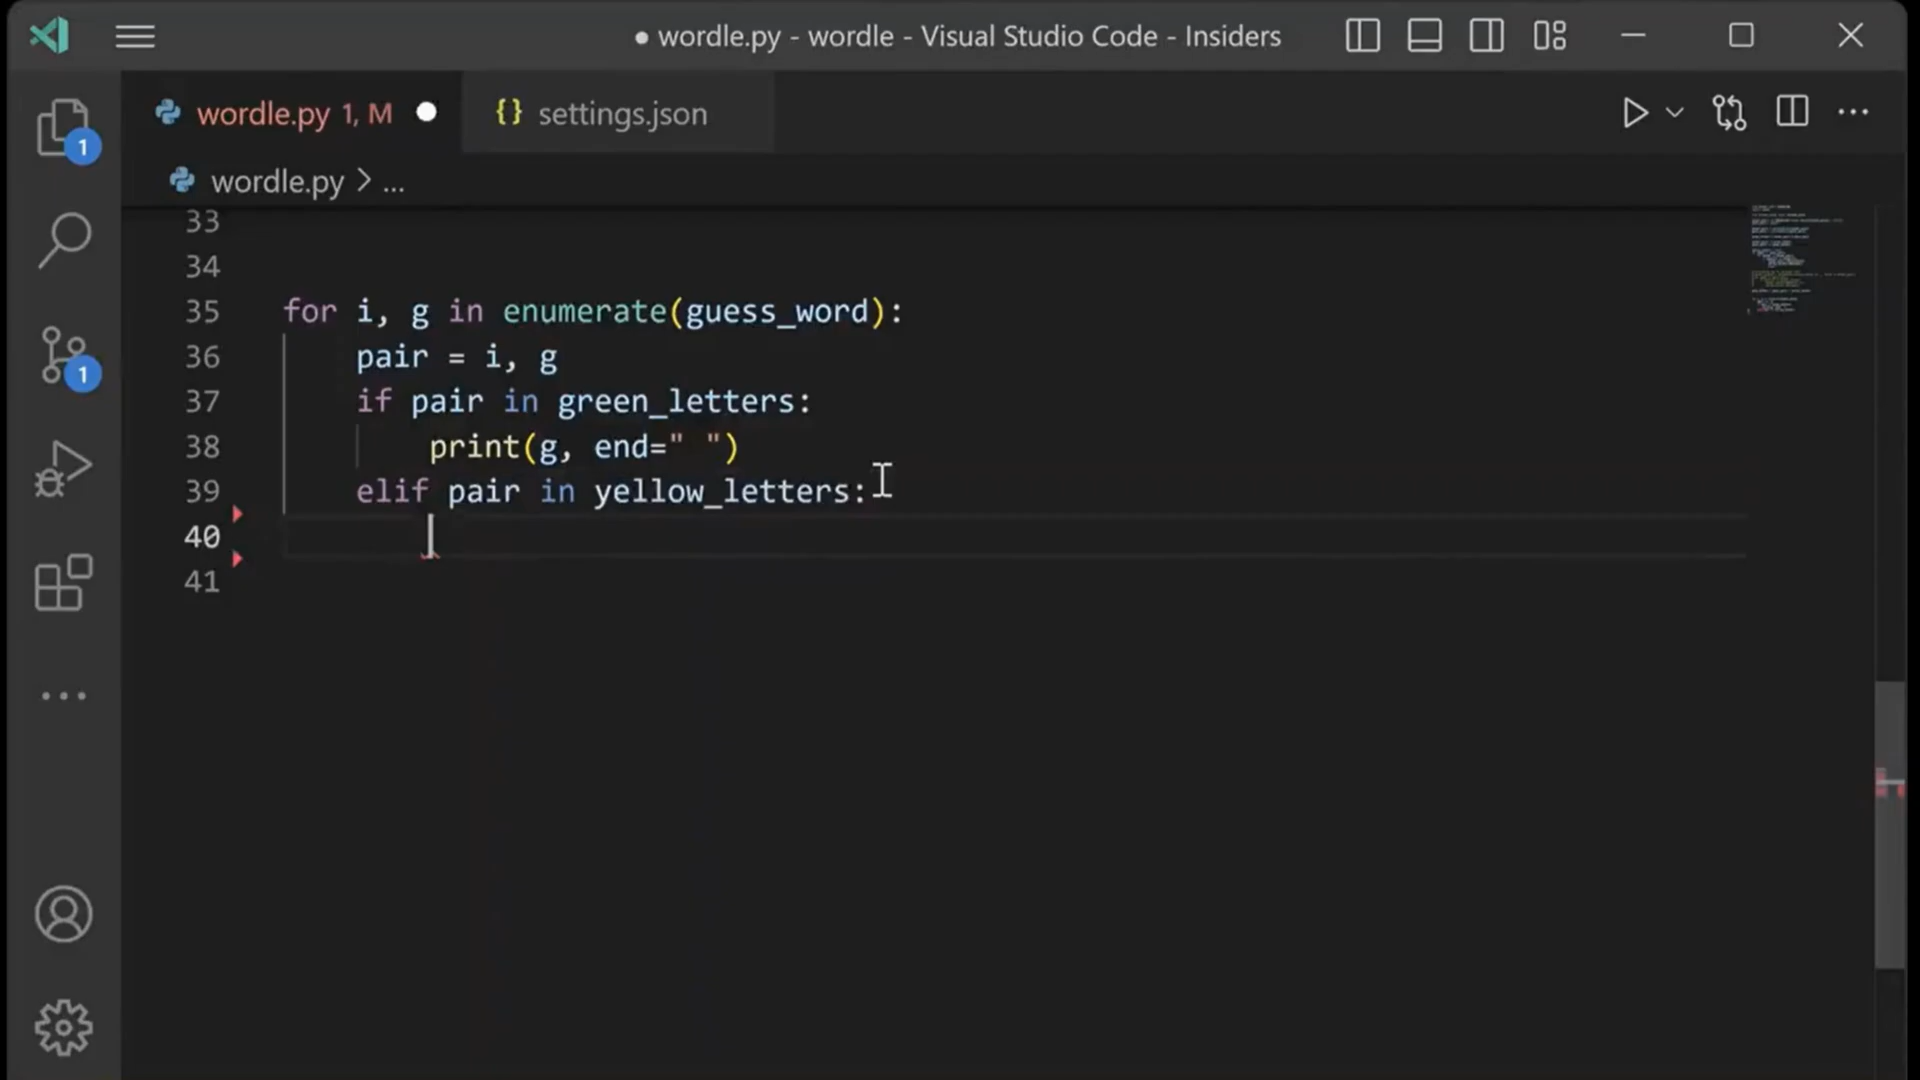 ● wordle.py - wordle - Visual Studio Code - Insiders
wordle.py 1, M ●
{} settings.json
wordle.py > ...
1
33
34
35 for i, g in enumerate(guess_word):
36 pair = i, g
37 if pair in green_letters:
38 print(g, end=" ")
39 elif pair in yellow_letters:
40
41
1